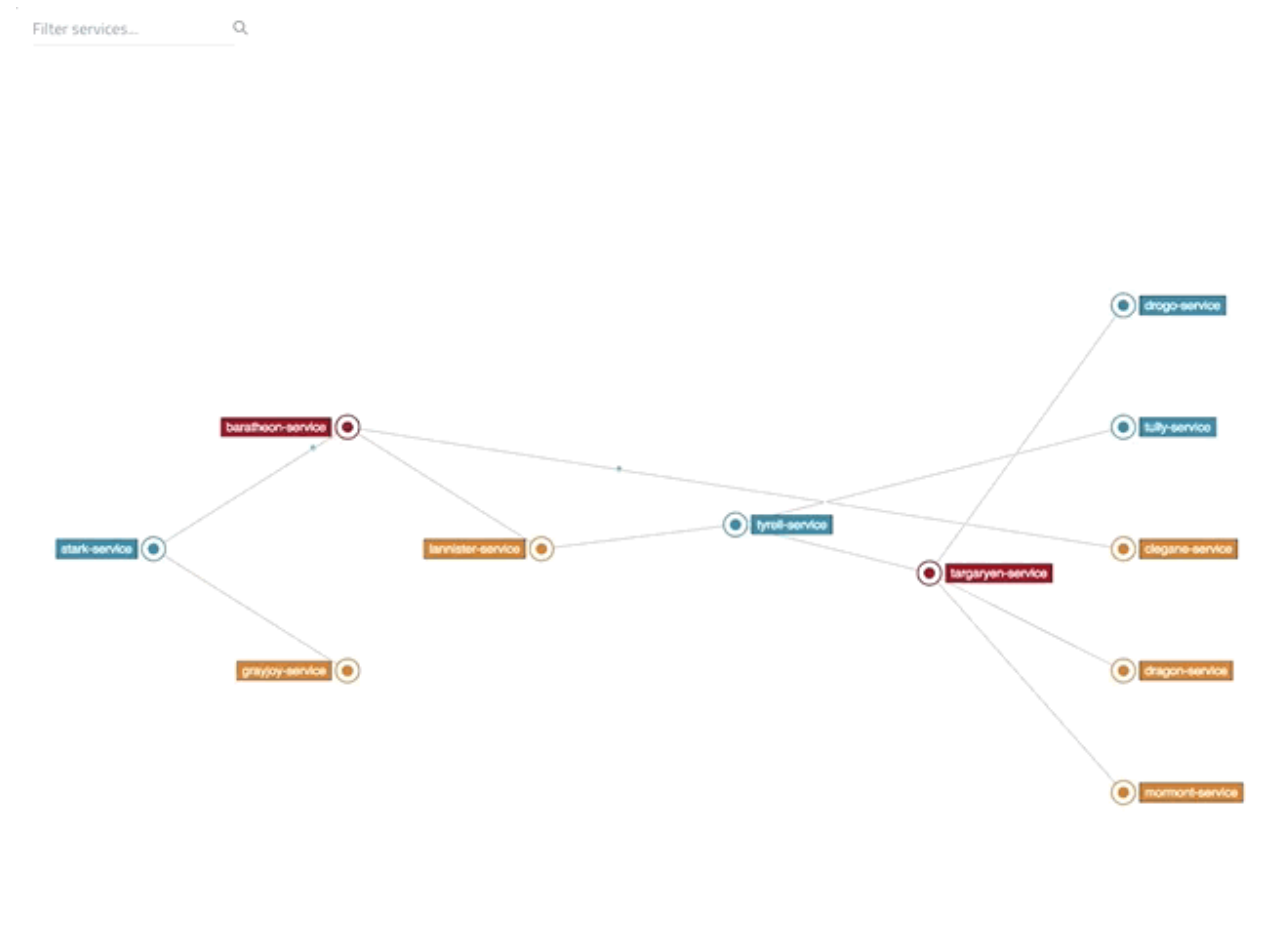 Filter services...
drogo-service
baratheon-service
tully-service
tyrell-service
stark-service
lannister-service
clegane-service
targaryen-service
grayjoy-service
dragon-service
mormont-service